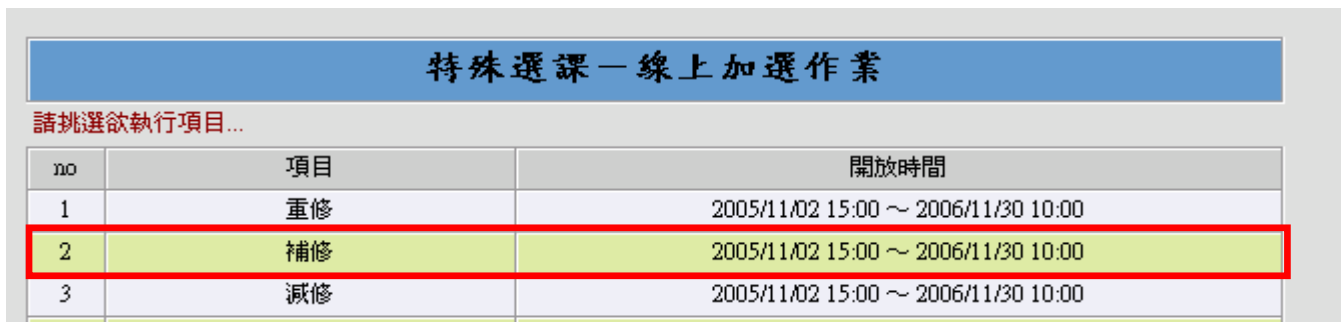 特殊選課－線上加選作業
請挑選欲執行項目...
no 項目 開放時間
1 重修 2005/11/02 15:00 ～ 2006/11/30 10:00
2 補修 2005/11/02 15:00 ～ 2006/11/30 10:00
3 減修 2005/11/02 15:00 ～ 2006/11/30 10:00